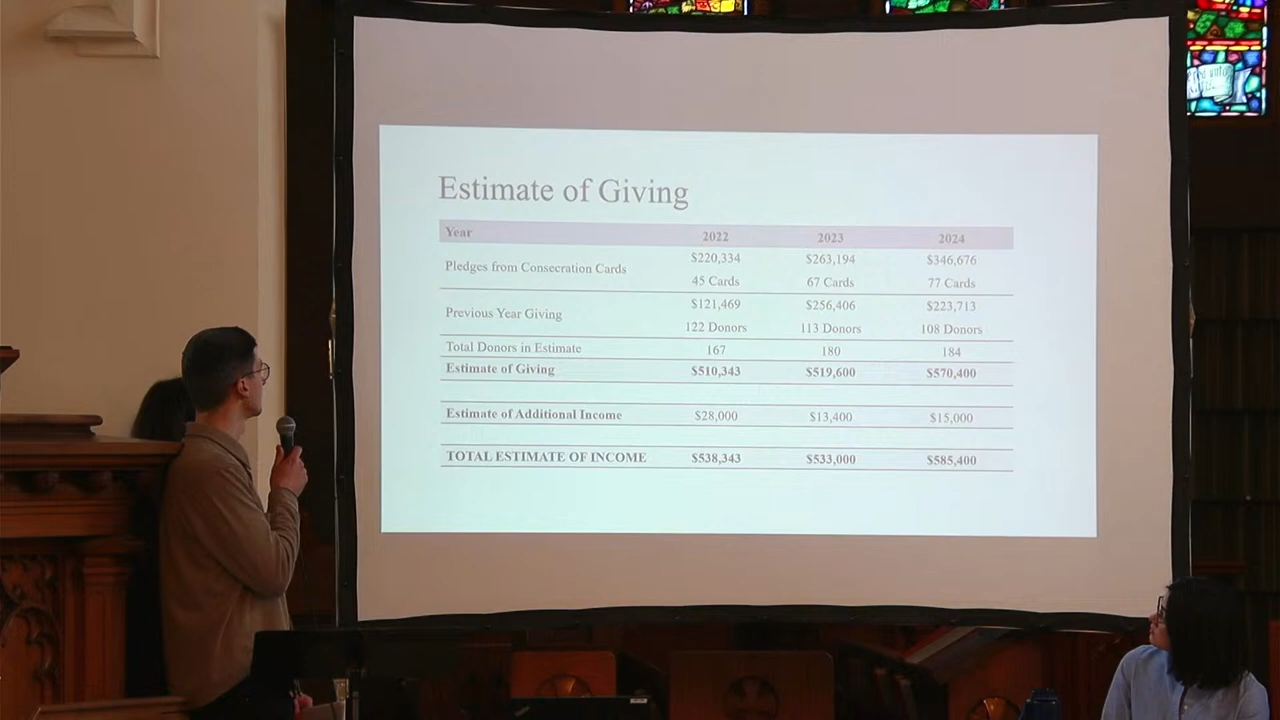 Estimate of Giving
Year 2022 2023 2024
Pledges from Consecration Cards $220,334 $263,194 $346,676
45 Cards 67 Cards 77 Cards
Previous Year Giving $121,469 $256,406 $223,713
122 Donors 113 Donors 108 Donors
Total Donors in Estimate 167 180 184
Estimate of Giving $510,343 $519,600 $570,400
Estimate of Additional Income $28,000 $13,400 $15,000
TOTAL ESTIMATE OF INCOME $538,343 $533,000 $585,400